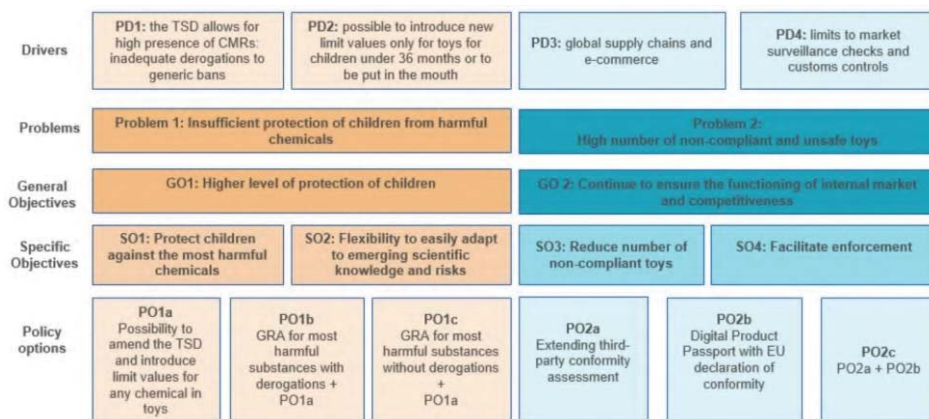 Drivers
PD1: the TSD allows for
high presence of CMRs:
inadequate derogations to
generic bans
PD2: possible to introduce new
limit values only for toys for
children under 36 months or to
be put in the mouth
PD3: global supply chains and
e-commerce
PD4: limits to market
surveillance checks and
customs controls
Problems
Problem 1: Insufficient protection of children from harmful
chemicals
Problem 2:
High number of non-compliant and unsafe toys
General
Objectives
GO1: Higher level of protection of children
GO 2: Continue to ensure the functioning of internal market
and competitiveness
Specific
Objectives
SO1: Protect children
against the most harmful
chemicals
SO2: Flexibility to easily adapt
to emerging scientific
knowledge and risks
SO3: Reduce number of
non-compliant toys
SO4: Facilitate enforcement
Policy
options
PO1a
Possibility to
amend the TSD
and introduce
limit values for
any chemical in
toys
PO1b
GRA for most
harmful
substances with
derogations +
PO1a
PO1c
GRA for most
harmful substances
without derogations
+
PO1a
PO2a
Extending third-
party conformity
assessment
PO2b
Digital Product
Passport with EU
declaration of
conformity
PO2c
PO2a + PO2b